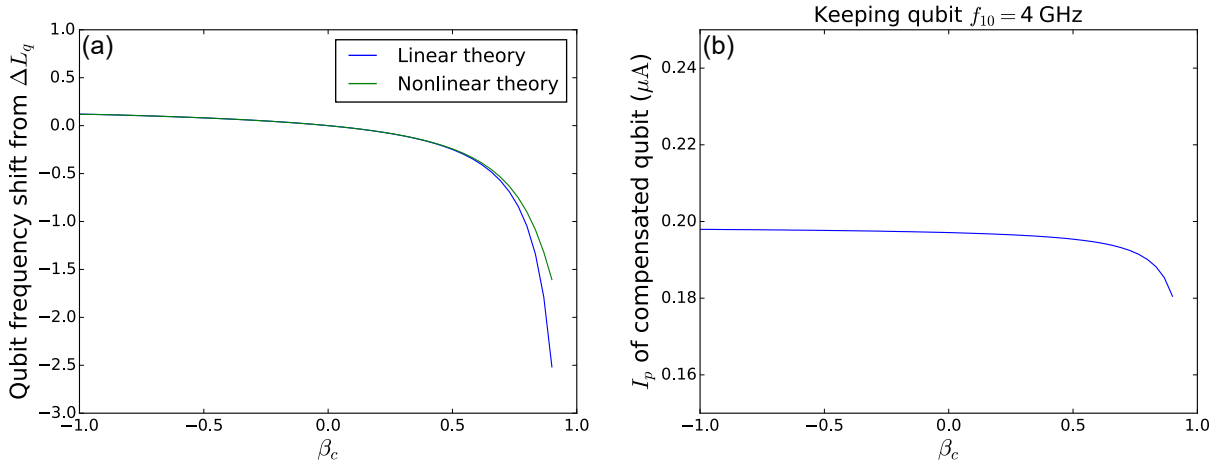 (a)
Linear theory
Nonlinear theory
Qubit frequency shift from ΔL_q
1.0
0.5
0.0
−0.5
−1.0
−1.5
−2.0
−2.5
−3.0
−1.0 −0.5 0.0 0.5 1.0
β_c
Keeping qubit f_10 = 4 GHz
(b)
I_p of compensated qubit (μA)
0.24
0.22
0.20
0.18
0.16
−1.0 −0.5 0.0 0.5 1.0
β_c